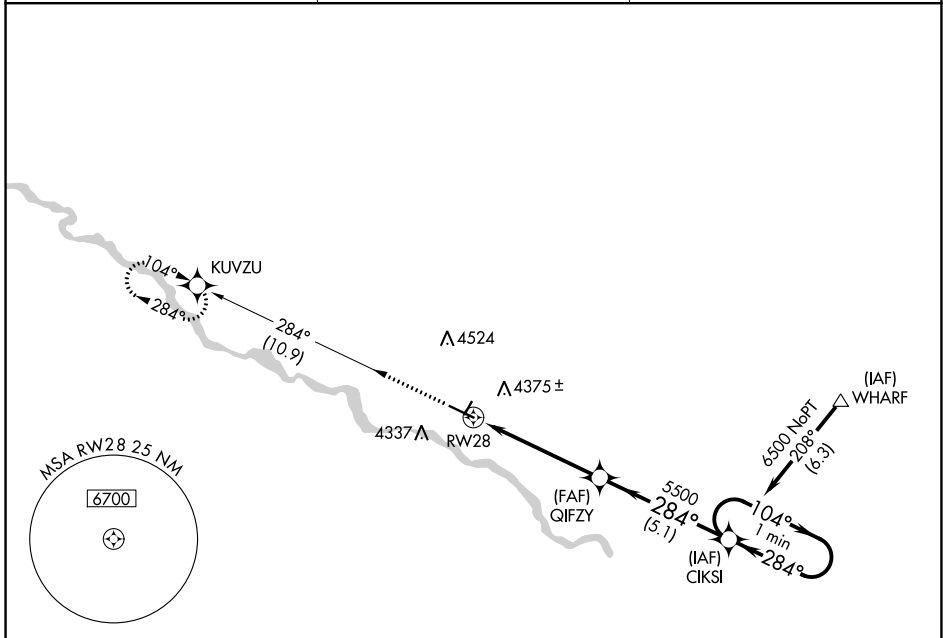 104°
KUVZU
284°
284°
(10.9)
4524
4375 ±
4337
RW28
(IAF)
WHARF
6500 NoPT
208°
(6.3)
MSA RW28 25 NM
6700
(FAF)
QIFZY
5500
284°
(5.1)
104°
1 min
284°
(IAF)
CIKSI